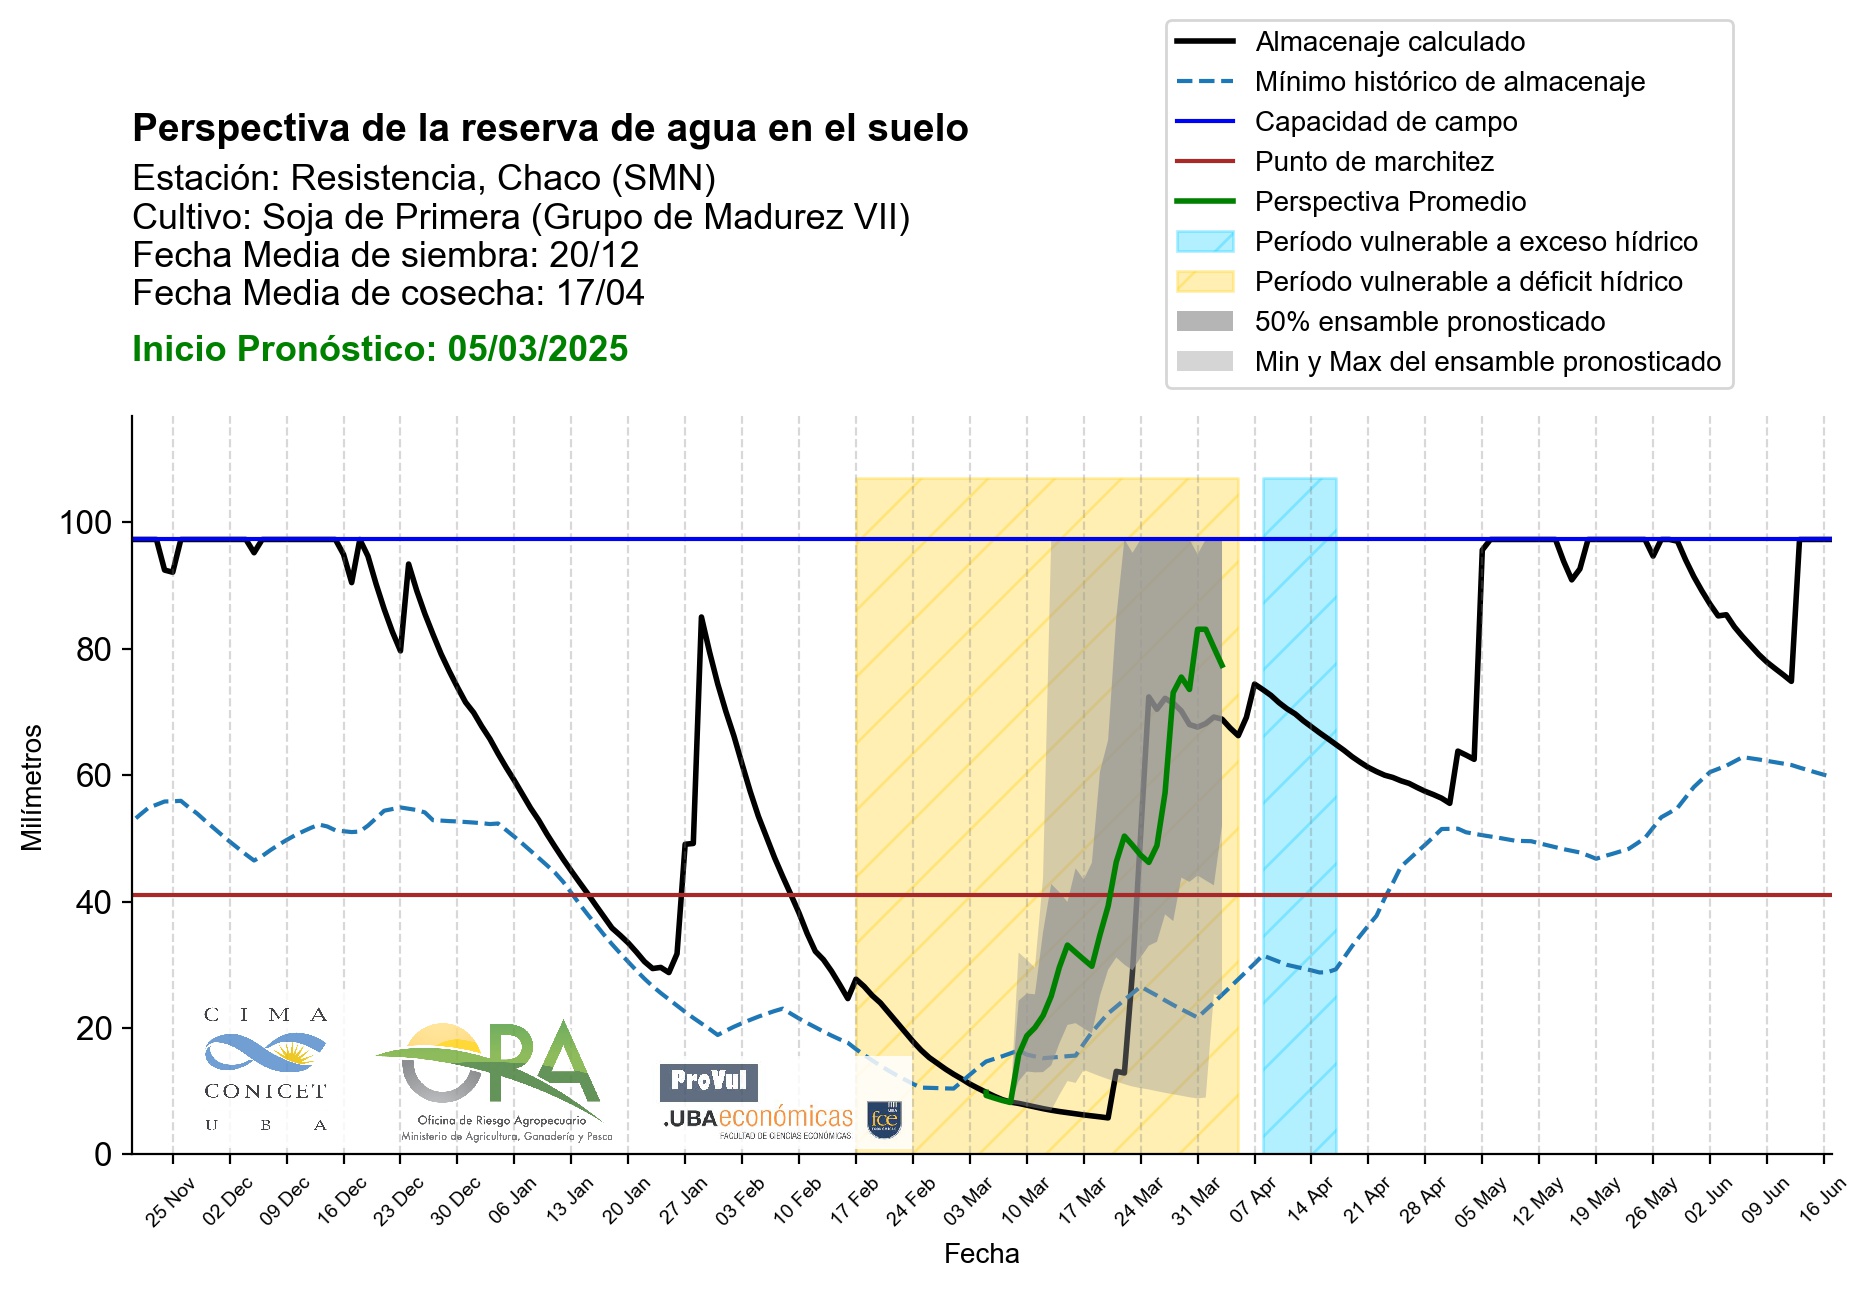 Almacenaje calculado
Mínimo histórico de almacenaje
Capacidad de campo
Punto de marchitez
Perspectiva Promedio
Período vulnerable a exceso hídrico
Período vulnerable a déficit hídrico
50% ensamble pronosticado
Min y Max del ensamble pronosticado
Perspectiva de la reserva de agua en el suelo
Estación: Resistencia, Chaco (SMN)
Cultivo: Soja de Primera (Grupo de Madurez VII)
Fecha Media de siembra: 20/12
Fecha Media de cosecha: 17/04
Inicio Pronóstico: 05/03/2025
Milímetros
100
80
60
40
20
0
CIMA
CONICET
UBA
ORA
Oficina de Riesgo Agropecuario
Ministerio de Agricultura, Ganadería y Pesca
ProVul
.UBAeconómicas
FACULTAD DE CIENCIAS ECONÓMICAS
UBA
fce
ECONÓMICAS
25 Nov
02 Dec
09 Dec
16 Dec
23 Dec
30 Dec
06 Jan
13 Jan
20 Jan
27 Jan
03 Feb
10 Feb
17 Feb
24 Feb
03 Mar
10 Mar
17 Mar
24 Mar
31 Mar
07 Apr
14 Apr
21 Apr
28 Apr
05 May
12 May
19 May
26 May
02 Jun
09 Jun
16 Jun
Fecha